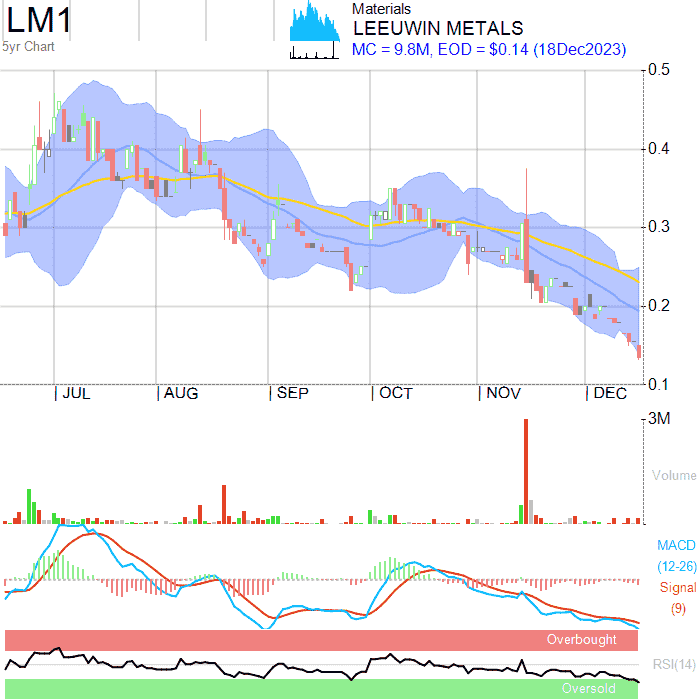 LM1
Materials
LEEUWIN METALS
5yr Chart
MC = 9.8M, EOD = $0.14 (18Dec2023)
0.5
0.4
0.3
0.2
0.1
JUL AUG SEP OCT NOV DEC
3M
Volume
MACD
(12-26)
Signal
(9)
Overbought
RSI(14)
Oversold